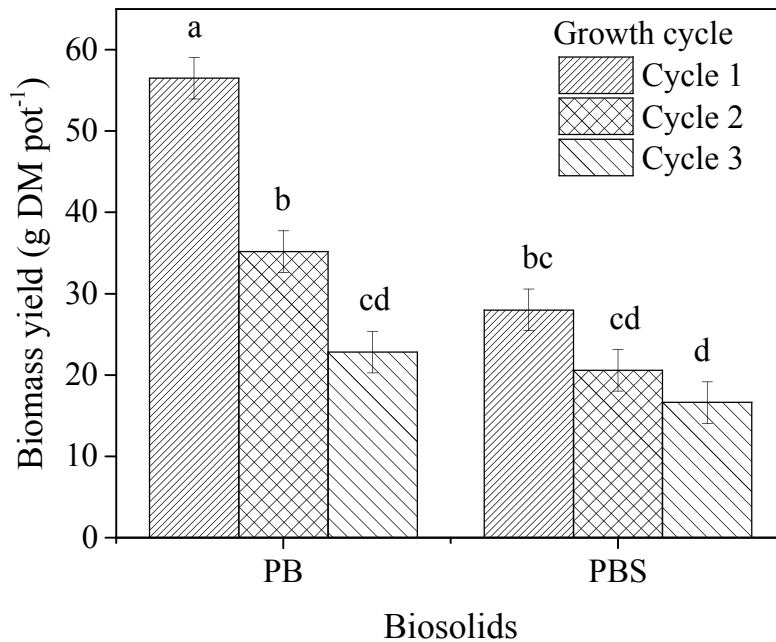 Biomass yield (g DM pot⁻¹)
60
50
40
30
20
10
0
a
b
cd
bc
cd
d
Growth cycle
Cycle 1
Cycle 2
Cycle 3
PB
PBS
Biosolids